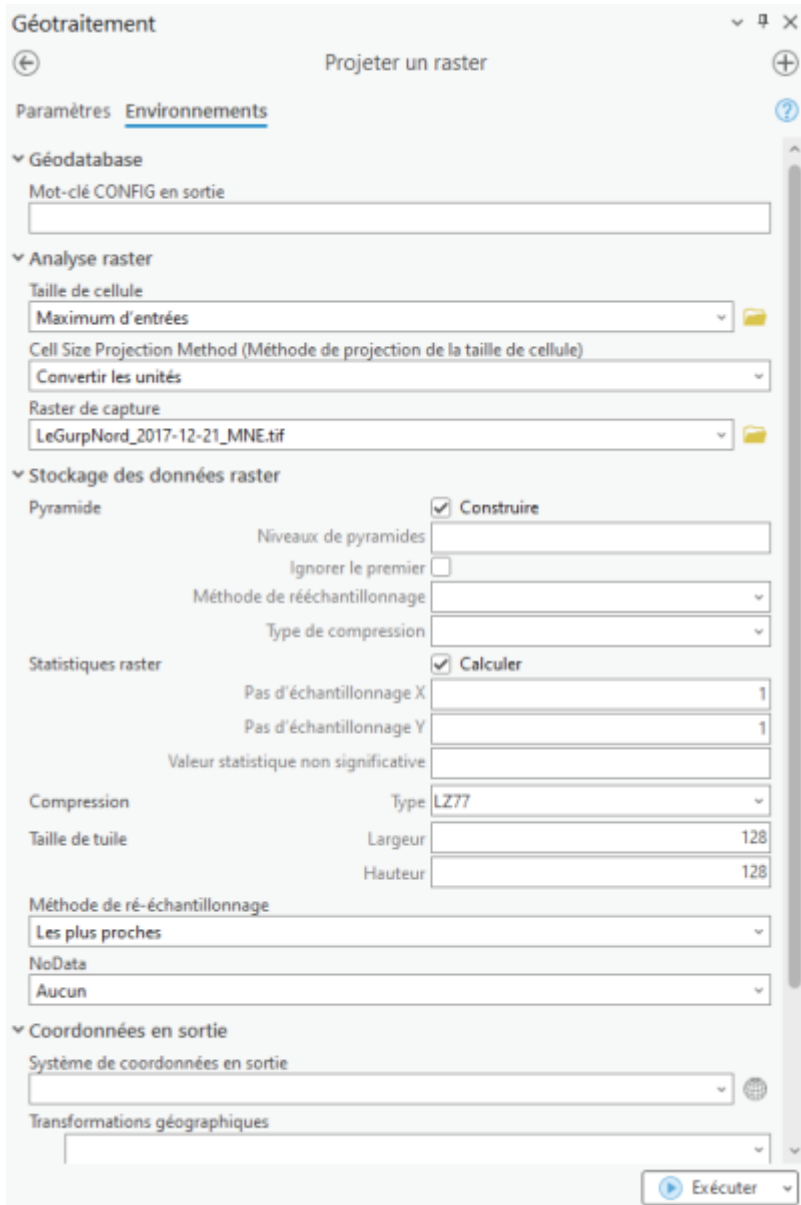 Géotraitement
Projeter un raster
Paramètres Environnements
Géodatabase
Mot-clé CONFIG en sortie
Analyse raster
Taille de cellule
Maximum d'entrées
Cell Size Projection Method (Méthode de projection de la taille de cellule)
Convertir les unités
Raster de capture
LeGurpNord_2017-12-21_MNE.tif
Stockage des données raster
Pyramide Construire
Niveaux de pyramides
Ignorer le premier
Méthode de rééchantillonnage
Type de compression
Statistiques raster Calculer
Pas d'échantillonnage X 1
Pas d'échantillonnage Y 1
Valeur statistique non significative
Compression Type LZ77
Taille de tuile Largeur 128
Hauteur 128
Méthode de ré-échantillonnage
Les plus proches
NoData
Aucun
Coordonnées en sortie
Système de coordonnées en sortie
Transformations géographiques
Exécuter